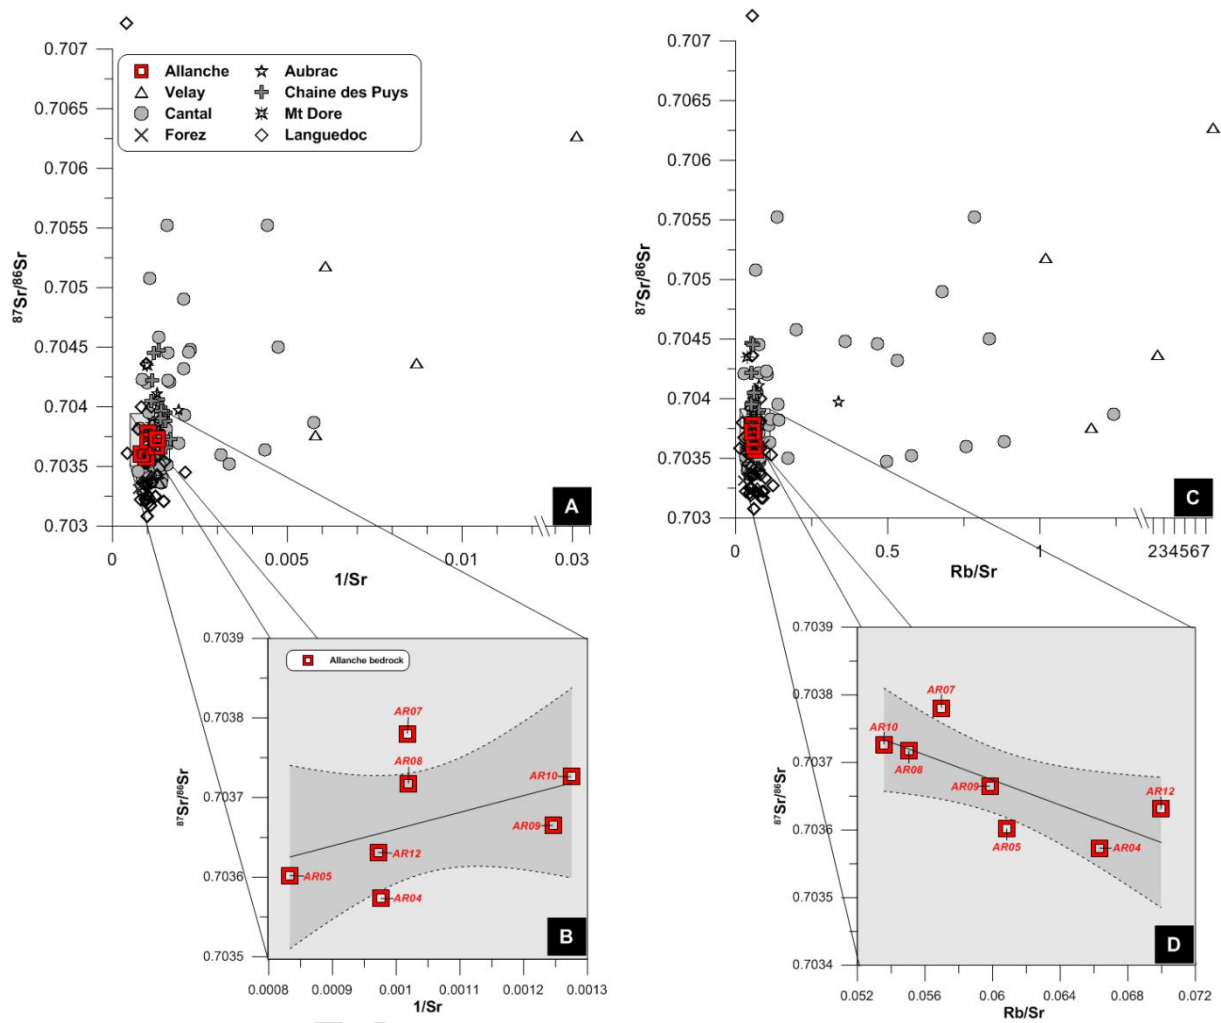 A
0.707
0.7065
0.706
0.7055
0.705
0.7045
0.704
0.7035
0.703
87Sr/86Sr
Allanche
Velay
Cantal
Forez
Aubrac
Chaine des Puys
Mt Dore
Languedoc
0
0.005
0.01
0.03
1/Sr
C
0.707
0.7065
0.706
0.7055
0.705
0.7045
0.704
0.7035
0.703
87Sr/86Sr
0
0.5
1
234567
Rb/Sr
B
Allanche bedrock
0.7039
0.7038
0.7037
0.7036
0.7035
87Sr/86Sr
AR07
AR08
AR10
AR09
AR12
AR05
AR04
0.0008
0.0009
0.001
0.0011
0.0012
0.0013
1/Sr
D
0.7039
0.7038
0.7037
0.7036
0.7035
0.7034
87Sr/86Sr
AR07
AR10
AR08
AR09
AR12
AR05
AR04
0.052
0.056
0.06
0.064
0.068
0.072
Rb/Sr